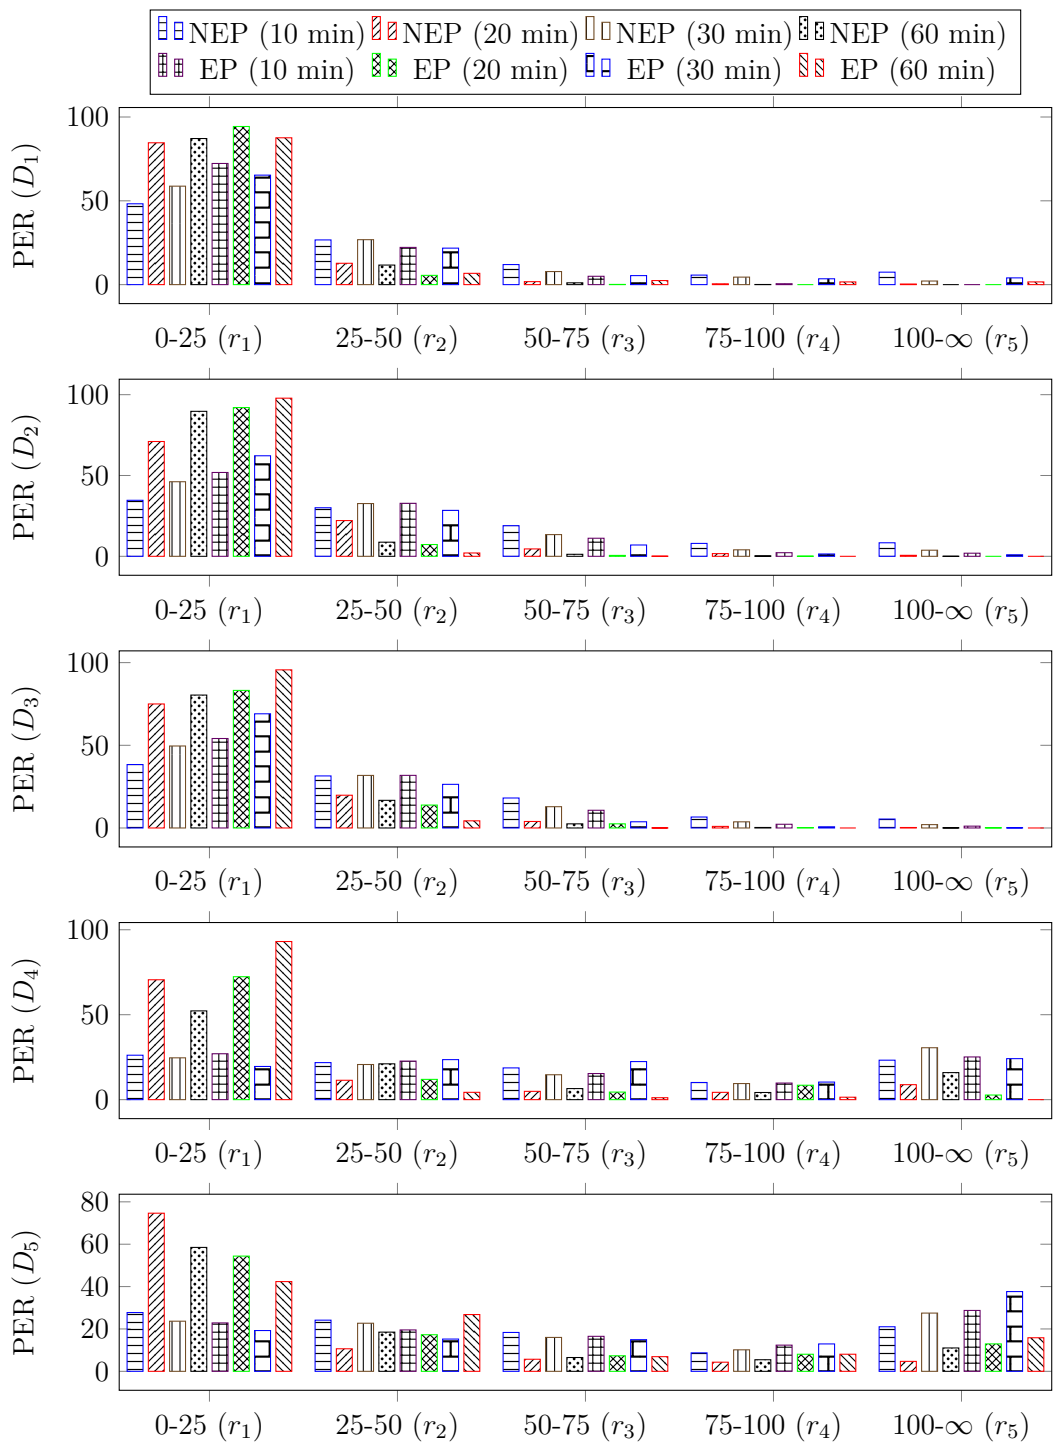 NEP (10 min) NEP (20 min) NEP (30 min) NEP (60 min)
EP (10 min) EP (20 min) EP (30 min) EP (60 min)
100
50
0
PER (D₁)
0-25 (r₁) 25-50 (r₂) 50-75 (r₃) 75-100 (r₄) 100-∞ (r₅)
100
50
0
PER (D₂)
0-25 (r₁) 25-50 (r₂) 50-75 (r₃) 75-100 (r₄) 100-∞ (r₅)
100
50
0
PER (D₃)
0-25 (r₁) 25-50 (r₂) 50-75 (r₃) 75-100 (r₄) 100-∞ (r₅)
100
50
0
PER (D₄)
0-25 (r₁) 25-50 (r₂) 50-75 (r₃) 75-100 (r₄) 100-∞ (r₅)
80
60
40
20
0
PER (D₅)
0-25 (r₁) 25-50 (r₂) 50-75 (r₃) 75-100 (r₄) 100-∞ (r₅)